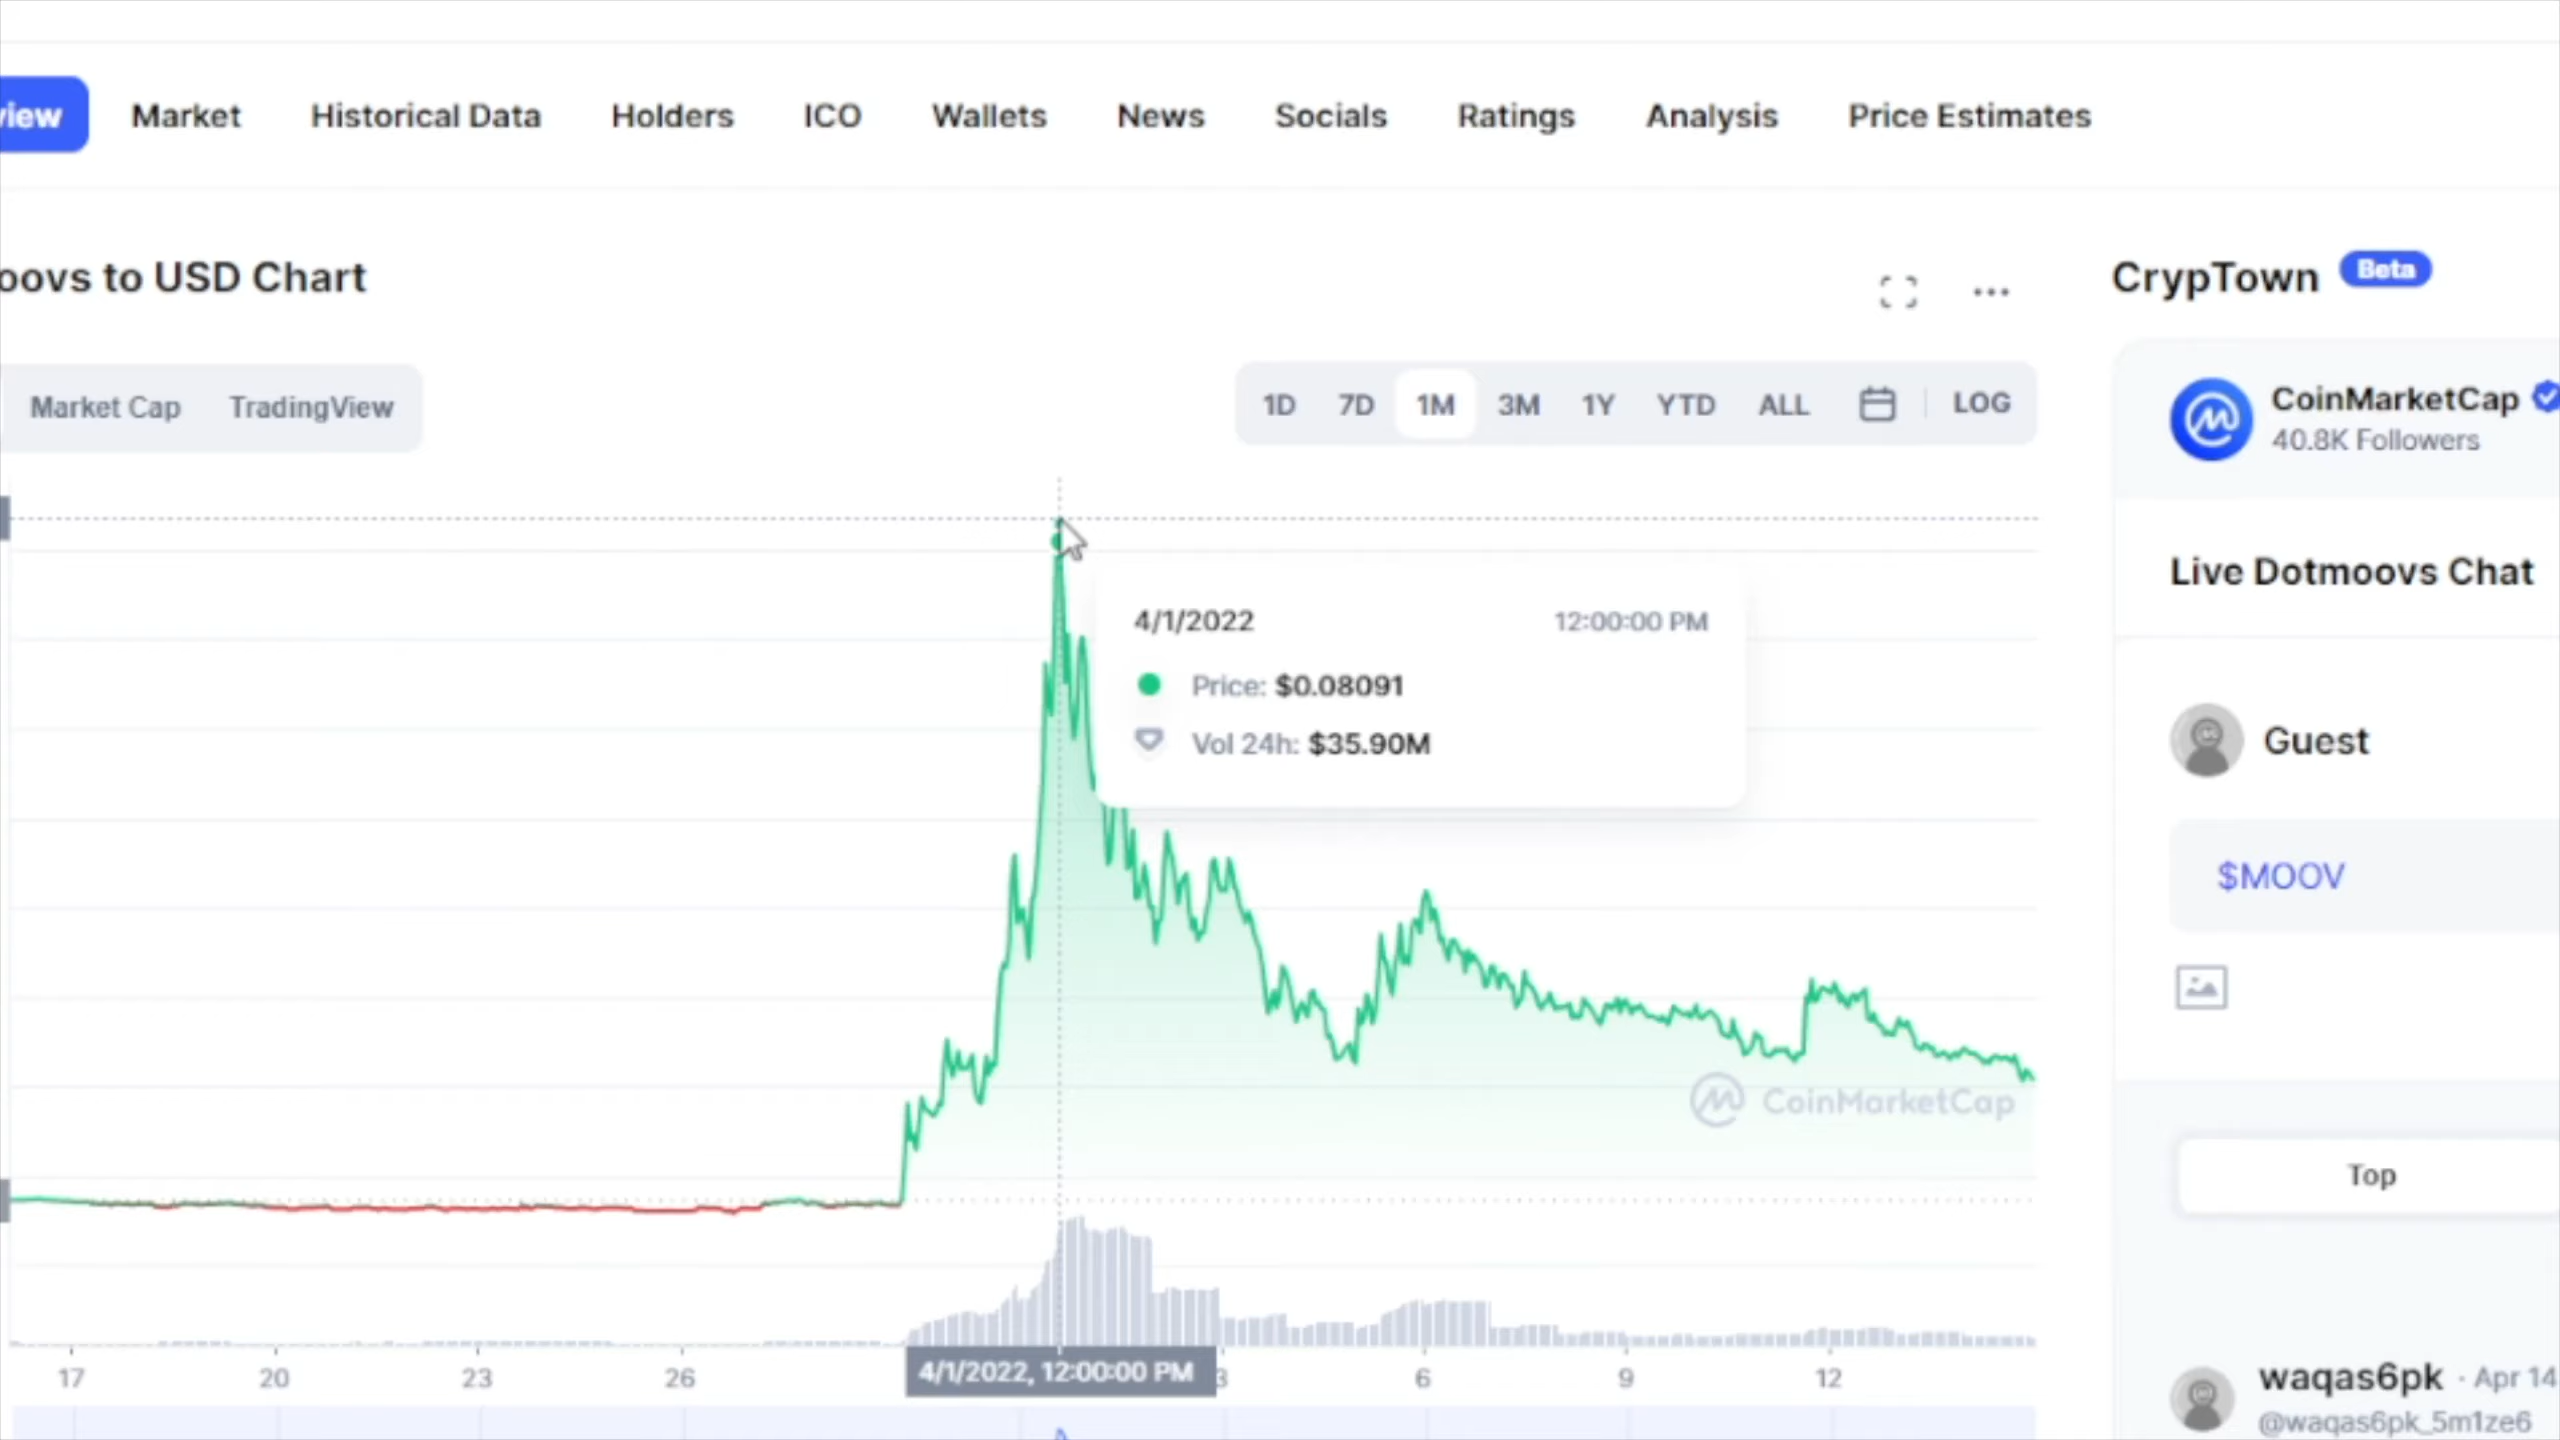 view Market Historical Data Holders ICO Wallets News Socials Ratings Analysis Price Estimates
oovs to USD Chart
Market Cap TradingView
1D 7D 1M 3M 1Y YTD ALL LOG
4/1/2022 12:00:00 PM
Price: $0.08091
Vol 24h: $35.90M
CoinMarketCap
17 20 23 26 3 6 9 12
4/1/2022, 12:00:00 PM
CrypTown Beta
CoinMarketCap
40.8K Followers
Live Dotmoovs Chat
Guest
$MOOV
Top
waqas6pk · Apr 14
@waqas6pk_5m1ze6